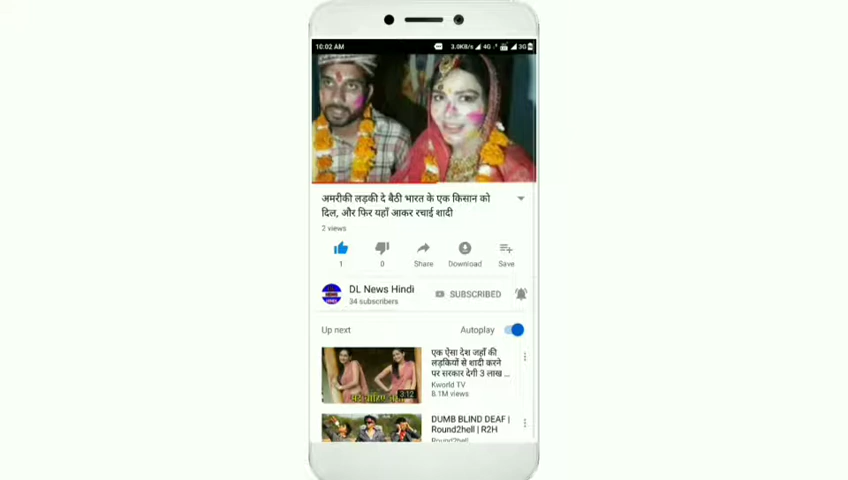 10:02 AM 3.0KB/s 4G 3G
अमरीकी लड़की दे बैठी भारत के एक किसान को
दिल, और फिर यहाँ आकर रचाई शादी
2 views
1 0 Share Download Save
DL News Hindi
34 subscribers
SUBSCRIBED
Up next Autoplay
एक ऐसा देश जहाँ की
लड़कियों से शादी करने
पर सरकार देगी 3 लाख ...
Kworld TV
8.1M views
3:12
DUMB BLIND DEAF |
Round2hell | R2H
Round2hell